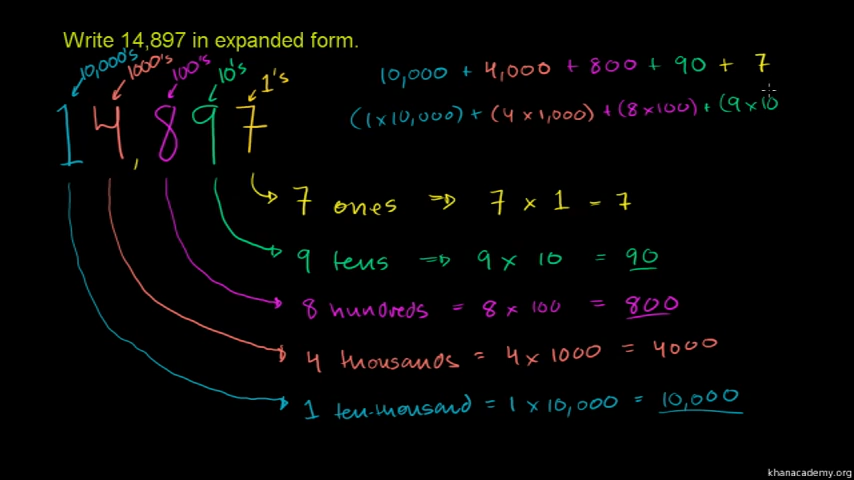 Write 14,897 in expanded form.
10,000's 1000's 100's 10's 1's
10,000 + 4,000 + 800 + 90 + 7
(1×10,000) + (4×1,000) + (8×100) + (9×10
14,897
7 ones ⇒ 7 × 1 = 7
9 tens ⇒ 9 × 10 = 90
8 hundreds = 8 × 100 = 800
4 thousands = 4 × 1000 = 4000
1 ten-thousand = 1 × 10,000 = 10,000
khanacademy.org